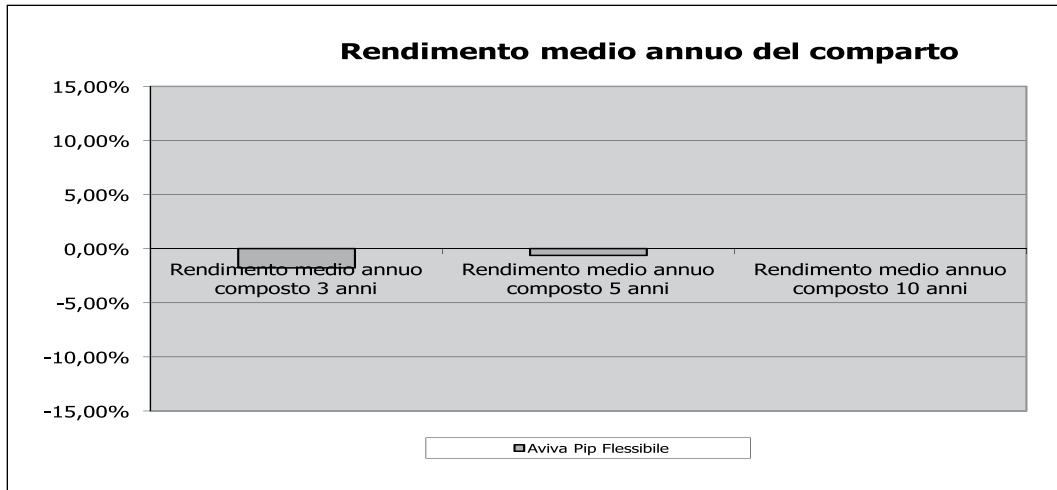 Rendimento medio annuo del comparto
15,00%
10,00%
5,00%
0,00%
-5,00%
-10,00%
-15,00%
Rendimento medio annuo
composto 3 anni
Rendimento medio annuo
composto 5 anni
Rendimento medio annuo
composto 10 anni
Aviva Pip Flessibile